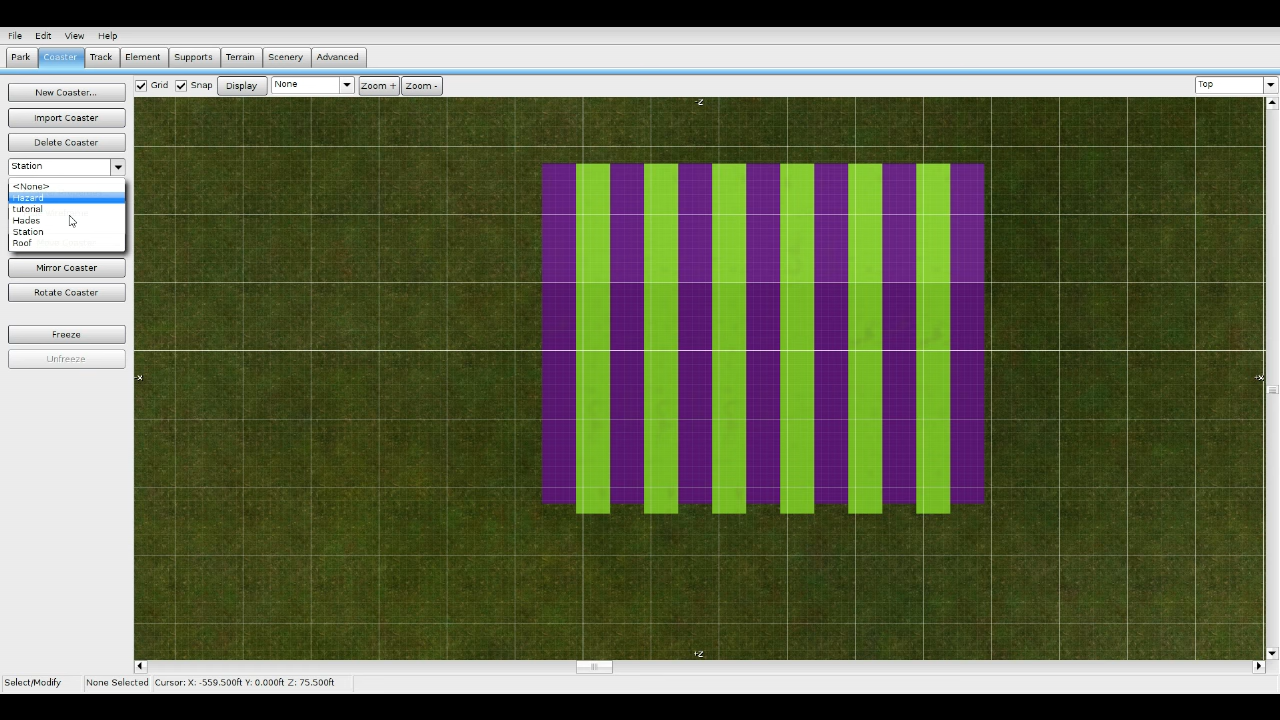 File Edit View Help
Park Coaster Track Element Supports Terrain Scenery Advanced
New Coaster...
Grid Snap Display None Zoom + Zoom - Top
-Z
Import Coaster
Delete Coaster
Station
<None>
Hazard
tutorial
Hades
Station
Roof
Mirror Coaster
Rotate Coaster
Freeze
Unfreeze
-X
+X
+Z
Select/Modify None Selected Cursor: X: -559.500ft Y: 0.000ft Z: 75.500ft